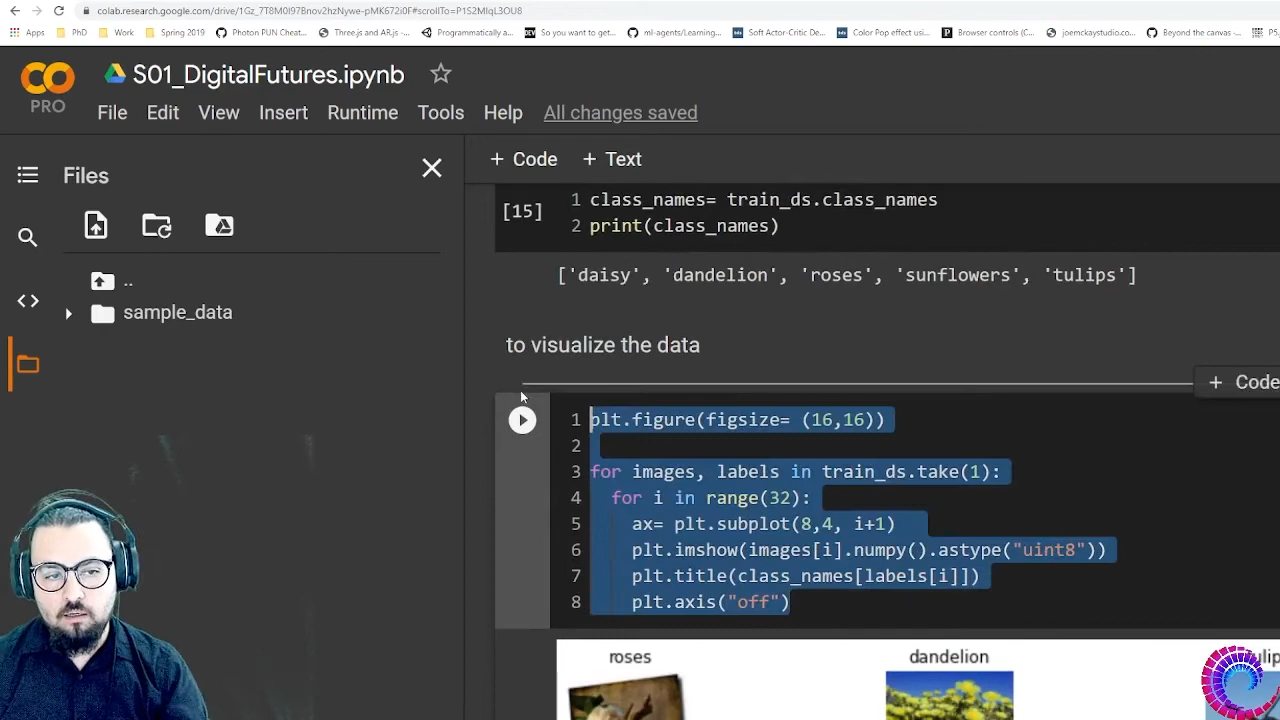 colab.research.google.com/drive/1Gz_7T8M0I97Bnov2hzNywe-pMK672i0F#scrollTo=P1S2MIqL3OU8
Apps PhD Work Spring 2019 Photon PUN Cheat... Three.js and AR.js -... Programmatically a... So you want to get... ml-agents/Learning... Soft Actor-Critic De... Color Pop effect usi... Browser controls (C... joemckaystudio.co... Beyond the canvas -...
PRO
S01_DigitalFutures.ipynb
File Edit View Insert Runtime Tools Help All changes saved
Files
..
sample_data
+ Code + Text
[15]
1 class_names= train_ds.class_names
2 print(class_names)
['daisy', 'dandelion', 'roses', 'sunflowers', 'tulips']
to visualize the data
+ Code
1 plt.figure(figsize= (16,16))
2
3 for images, labels in train_ds.take(1):
4 for i in range(32):
5 ax= plt.subplot(8,4, i+1)
6 plt.imshow(images[i].numpy().astype("uint8"))
7 plt.title(class_names[labels[i]])
8 plt.axis("off")
roses dandelion